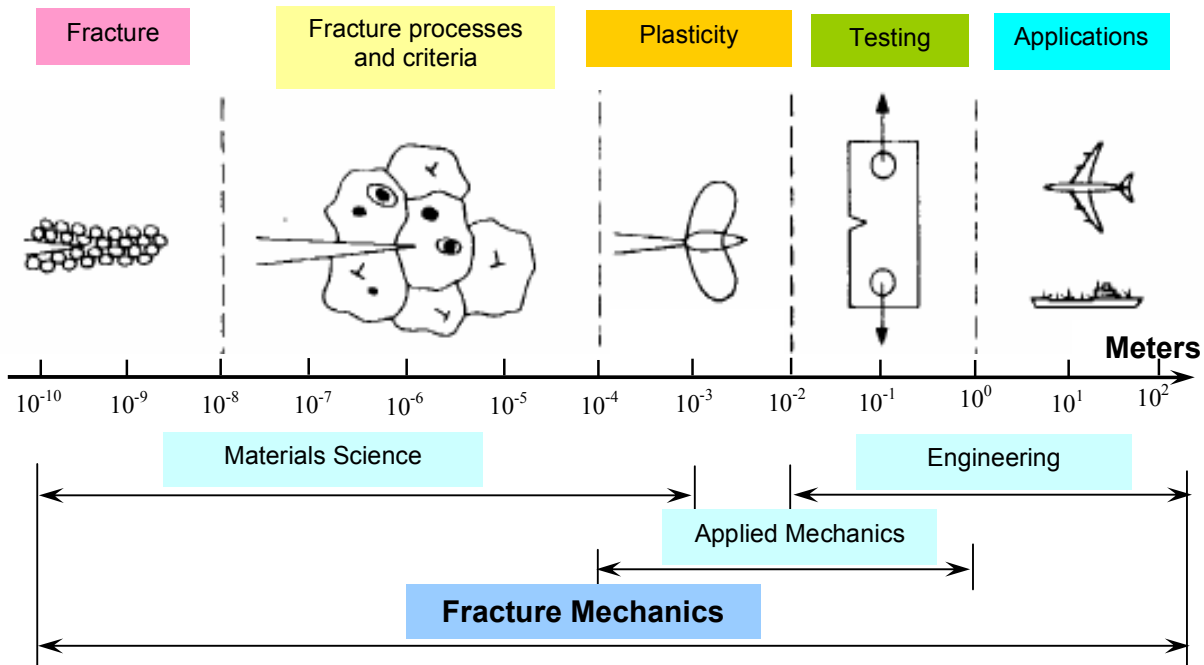 Fracture
Fracture processes
and criteria
Plasticity
Testing
Applications
Meters
10⁻¹⁰ 10⁻⁹ 10⁻⁸ 10⁻⁷ 10⁻⁶ 10⁻⁵ 10⁻⁴ 10⁻³ 10⁻² 10⁻¹ 10⁰ 10¹ 10²
Materials Science
Engineering
Applied Mechanics
Fracture Mechanics